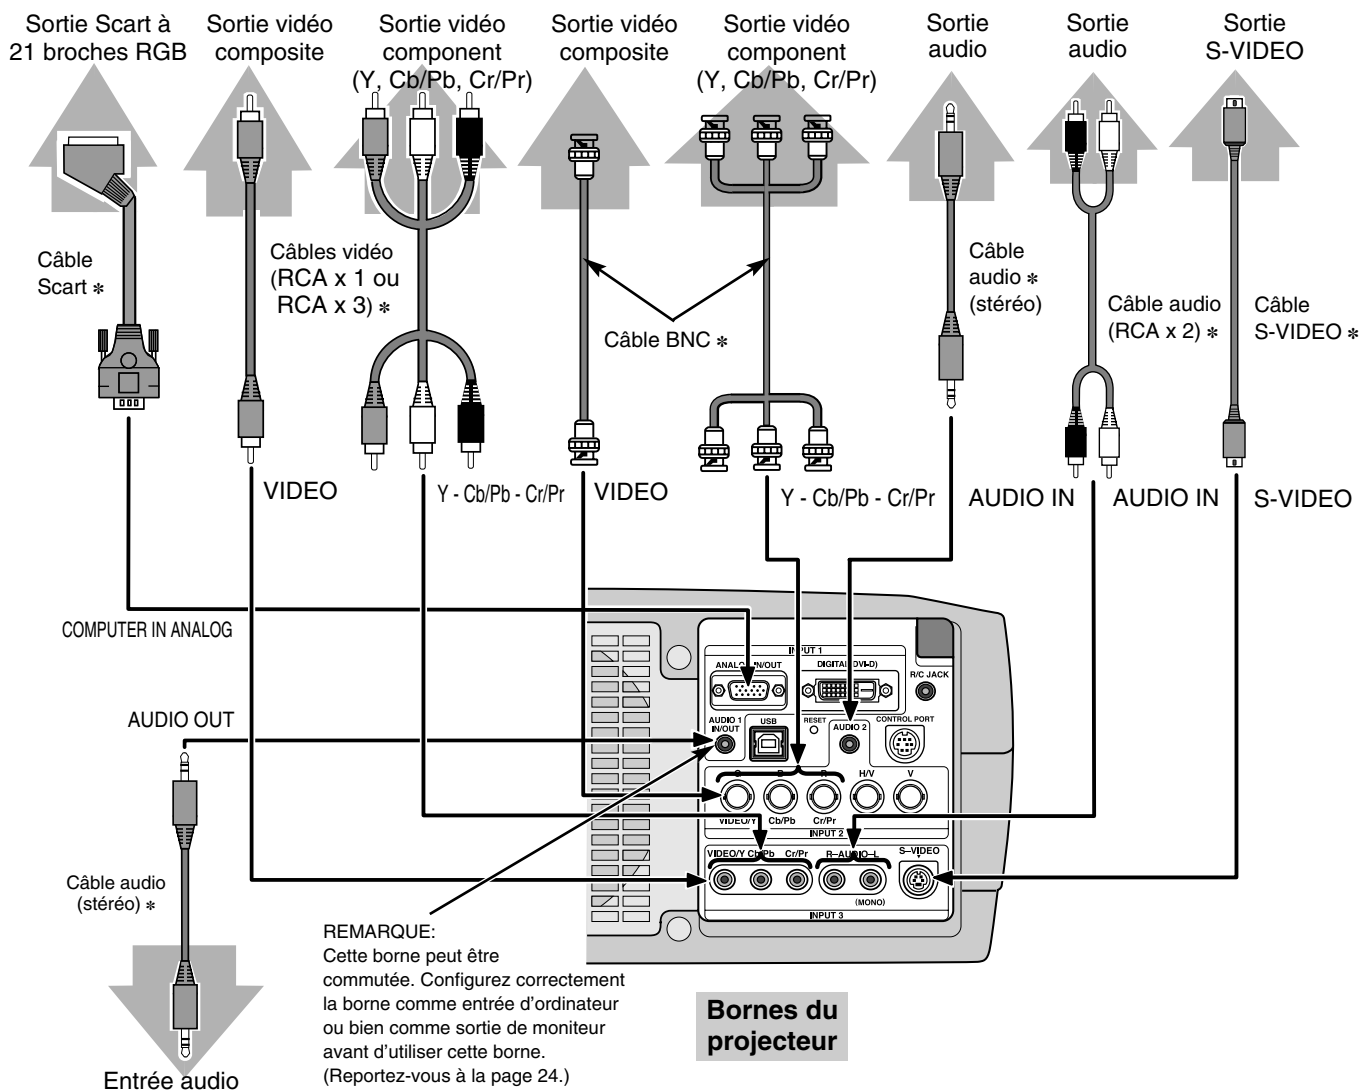 Sortie Scart à
21 broches RGB
Sortie vidéo
composite
Sortie vidéo
component
(Y, Cb/Pb, Cr/Pr)
Sortie vidéo
composite
Sortie vidéo
component
(Y, Cb/Pb, Cr/Pr)
Sortie
audio
Sortie
audio
Sortie
S-VIDEO
Câble
Scart *
Câbles vidéo
(RCA x 1 ou
RCA x 3) *
Câble BNC *
Câble
audio *
(stéréo)
Câble audio
(RCA x 2) *
Câble
S-VIDEO *
VIDEO
Y - Cb/Pb - Cr/Pr
VIDEO
Y - Cb/Pb - Cr/Pr
AUDIO IN
AUDIO IN
S-VIDEO
COMPUTER IN ANALOG
AUDIO OUT
INPUT 1
ANALOG IN/OUT
DIGITAL (DVI-D)
R/C JACK
AUDIO 1
IN/OUT
USB
RESET
AUDIO 2
CONTROL PORT
G
B
R
H/V
V
VIDEO/Y
Cb/Pb
Cr/Pr
INPUT 2
VIDEO/Y
Cb/Pb
Cr/Pr
R–AUDIO–L
S–VIDEO
(MONO)
INPUT 3
Câble audio
(stéréo) *
Entrée audio
REMARQUE:
Cette borne peut être
commutée. Configurez correctement
la borne comme entrée d'ordinateur
ou bien comme sortie de moniteur
avant d'utiliser cette borne.
(Reportez-vous à la page 24.)
Bornes du
projecteur